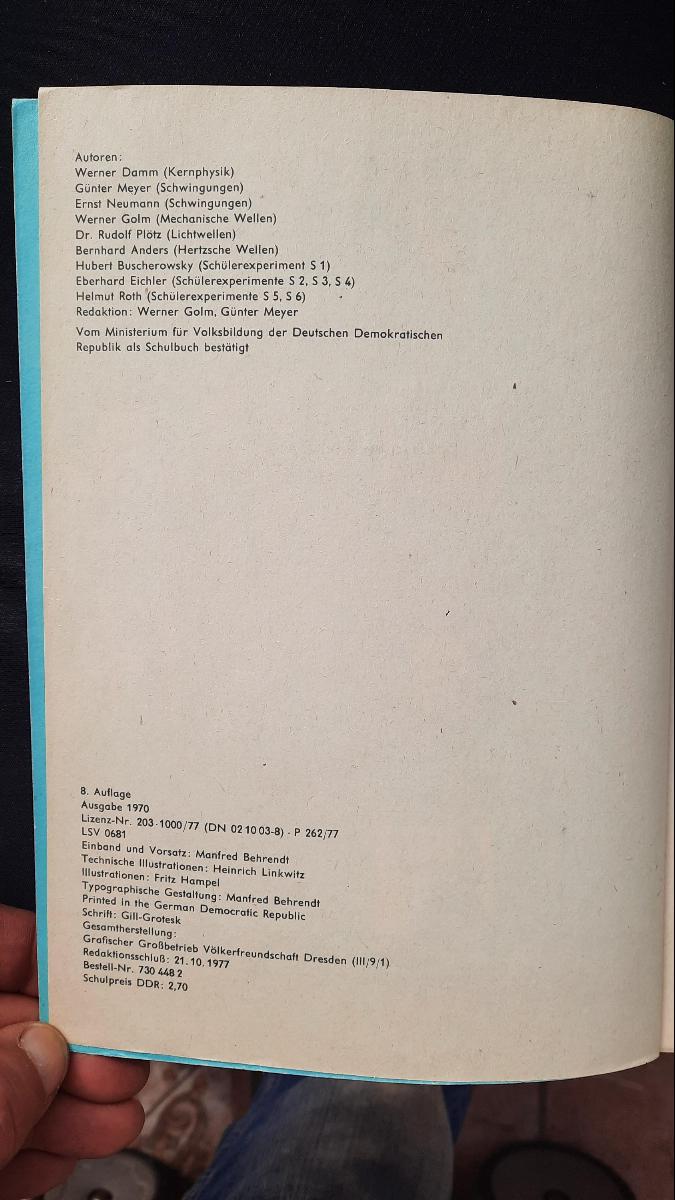 Autoren:
Werner Damm (Kernphysik)
Günter Meyer (Schwingungen)
Ernst Neumann (Schwingungen)
Werner Golm (Mechanische Wellen)
Dr. Rudolf Plötz (Lichtwellen)
Bernhard Anders (Hertzsche Wellen)
Hubert Buscherowsky (Schülerexperiment S 1)
Eberhard Eichler (Schülerexperimente S 2, S 3, S 4)
Helmut Roth (Schülerexperimente S 5, S 6)
Redaktion: Werner Golm, Günter Meyer
Vom Ministerium für Volksbildung der Deutschen Demokratischen
Republik als Schulbuch bestätigt
8. Auflage
Ausgabe 1970
Lizenz-Nr. 203·1000/77 (DN 02 10 03-8) · P 262/77
LSV 0681
Einband und Vorsatz: Manfred Behrendt
Technische Illustrationen: Heinrich Linkwitz
Illustrationen: Fritz Hampel
Typographische Gestaltung: Manfred Behrendt
Printed in the German Democratic Republic
Schrift: Gill-Grotesk
Gesamtherstellung:
Grafischer Großbetrieb Völkerfreundschaft Dresden (III/9/1)
Redaktionsschluß: 21. 10. 1977
Bestell-Nr. 730 448 2
Schulpreis DDR: 2,70